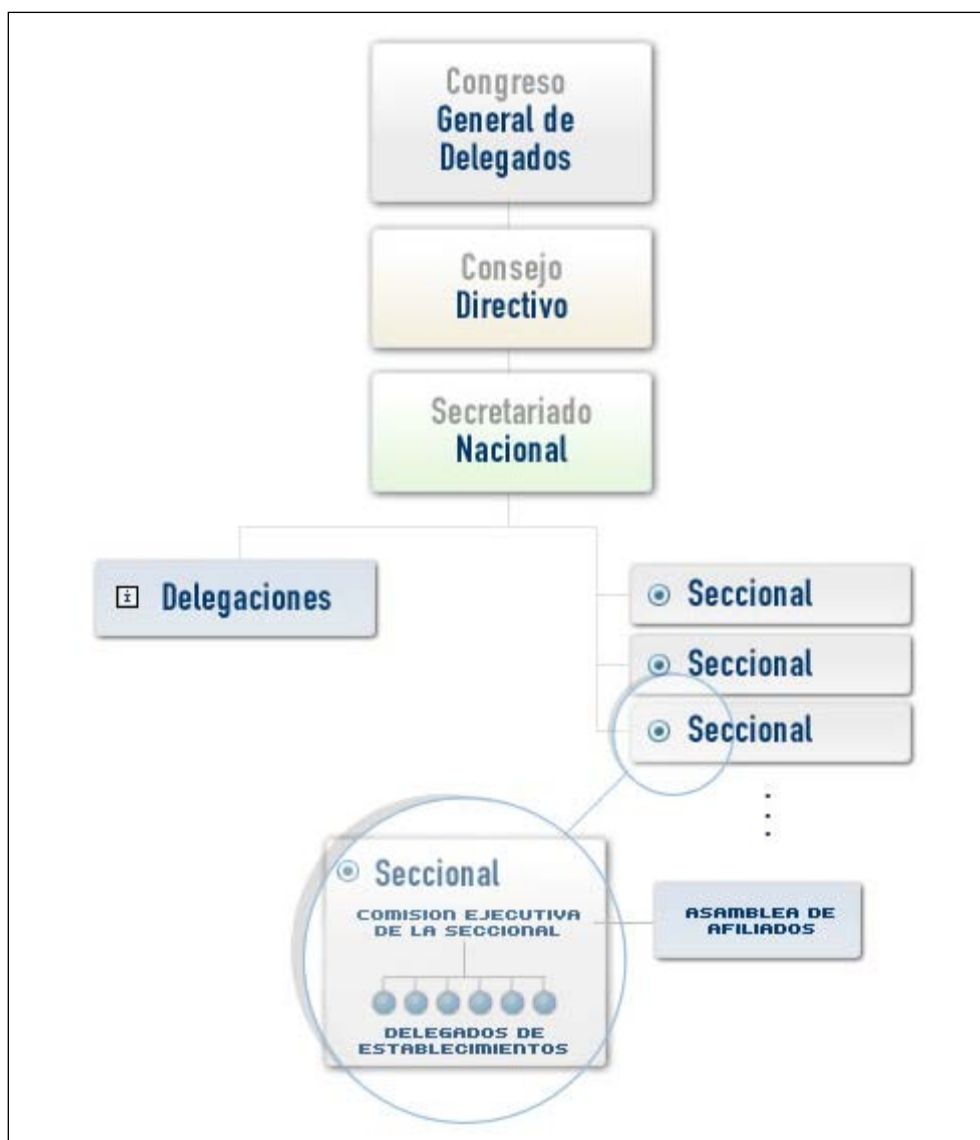 Congreso
General de
Delegados
Consejo
Directivo
Secretariado
Nacional
Delegaciones
Seccional
Seccional
Seccional
Seccional
COMISION EJECUTIVA
DE LA SECCIONAL
ASAMBLEA DE
AFILIADOS
DELEGADOS DE
ESTABLECIMIENTOS